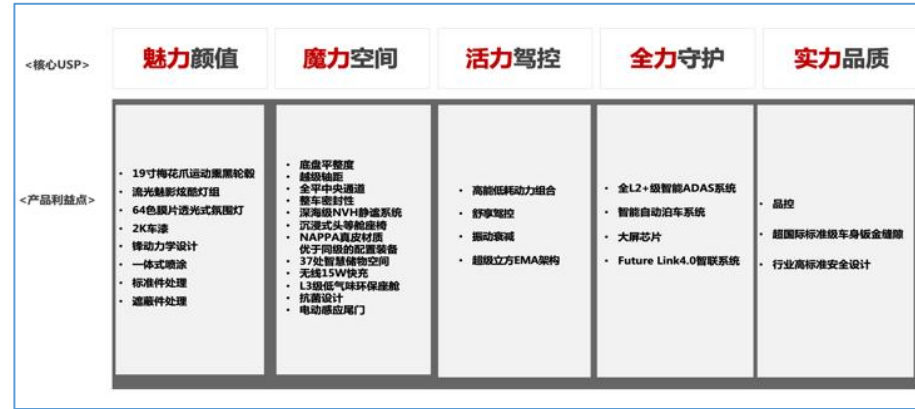 <核心USP>
魅力颜值
魔力空间
活力驾控
全力守护
实力品质
<产品利益点>
• 19寸梅花爪运动熏黑轮毂
• 流光魅影炫酷灯组
• 64色膜片透光式氛围灯
• 2K车漆
• 锋动力学设计
• 一体式喷涂
• 标准件处理
• 遮蔽件处理
• 底盘平整度
• 越级轴距
• 全平中央通道
• 整车密封性
• 深海级NVH静谧系统
• 沉浸式头等舱座椅
• NAPPA真皮材质
优于同级的配置装备
• 37处智慧储物空间
• 无线15W快充
• L3级低气味环保座舱
• 抗菌设计
• 电动感应尾门
• 高能低耗动力组合
• 舒享驾控
• 振动衰减
• 超级立方EMA架构
• 全L2+级智能ADAS系统
• 智能自动泊车系统
• 大屏芯片
• Future Link4.0智联系统
• 品控
• 超国际标准级车身钣金缝隙
• 行业高标准安全设计